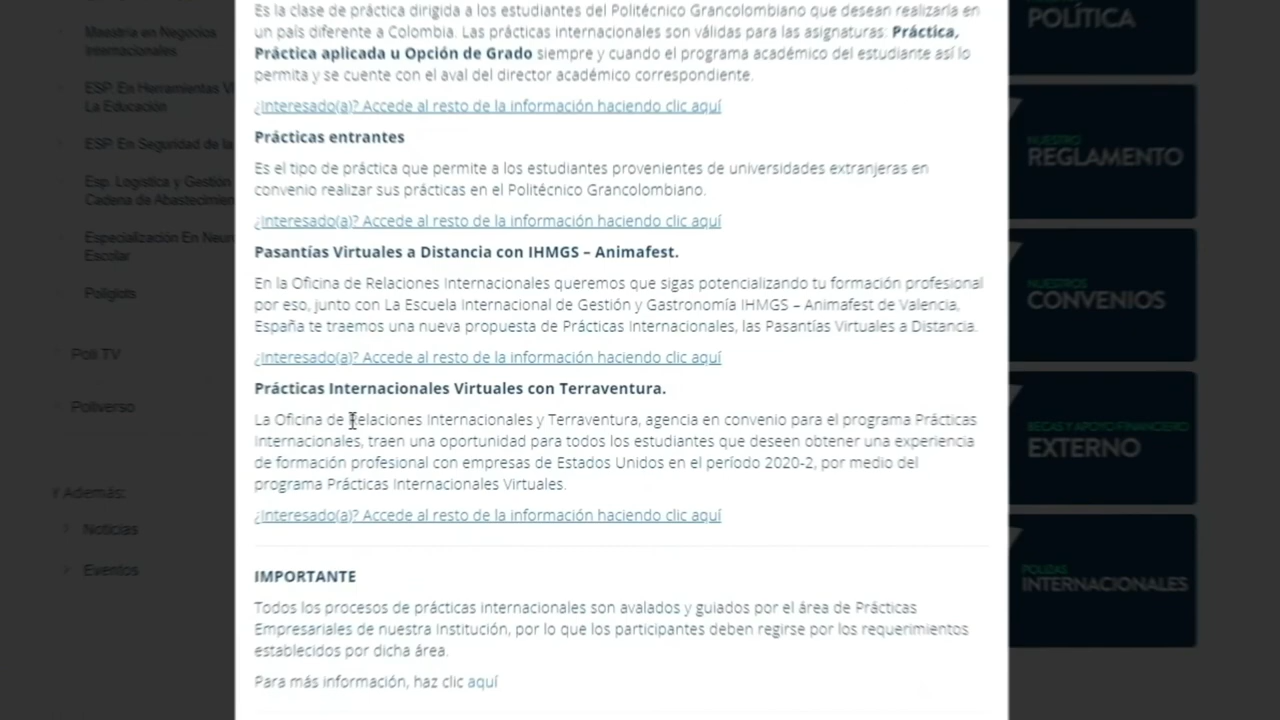 Es la clase de práctica dirigida a los estudiantes del Politécnico Grancolombiano que desean realizarla en
un país diferente a Colombia. Las prácticas internacionales son válidas para las asignaturas: Práctica,
Práctica aplicada u Opción de Grado siempre y cuando el programa académico del estudiante así lo
permita y se cuente con el aval del director académico correspondiente.
¿Interesado(a)? Accede al resto de la información haciendo clic aquí
Prácticas entrantes
Es el tipo de práctica que permite a los estudiantes provenientes de universidades extranjeras en
convenio realizar sus prácticas en el Politécnico Grancolombiano.
¿Interesado(a)? Accede al resto de la información haciendo clic aquí
Pasantías Virtuales a Distancia con IHMGS – Animafest.
En la Oficina de Relaciones Internacionales queremos que sigas potencializando tu formación profesional
por eso, junto con La Escuela Internacional de Gestión y Gastronomía IHMGS – Animafest de Valencia,
España te traemos una nueva propuesta de Prácticas Internacionales, las Pasantías Virtuales a Distancia.
¿Interesado(a)? Accede al resto de la información haciendo clic aquí
Prácticas Internacionales Virtuales con Terraventura.
La Oficina de Relaciones Internacionales y Terraventura, agencia en convenio para el programa Prácticas
Internacionales, traen una oportunidad para todos los estudiantes que deseen obtener una experiencia
de formación profesional con empresas de Estados Unidos en el período 2020-2, por medio del
programa Prácticas Internacionales Virtuales.
¿Interesado(a)? Accede al resto de la información haciendo clic aquí
IMPORTANTE
Todos los procesos de prácticas internacionales son avalados y guiados por el área de Prácticas
Empresariales de nuestra Institución, por lo que los participantes deben regirse por los requerimientos
establecidos por dicha área.
Para más información, haz clic aquí
Maestría en Negocios
Internacionales
ESP. En Herramientas
La Educación
ESP. En Seguridad de la
Esp. Logística y Gestión
Cadena de
Especialización En
Escolar
Poliglots
Poli TV
Poliverso
Y Además:
Noticias
Eventos
POLÍTICA
NUESTRO
REGLAMENTO
NUESTROS
CONVENIOS
BECAS Y APOYO FINANCIERO
EXTERNO
POLIZAS
INTERNACIONALES